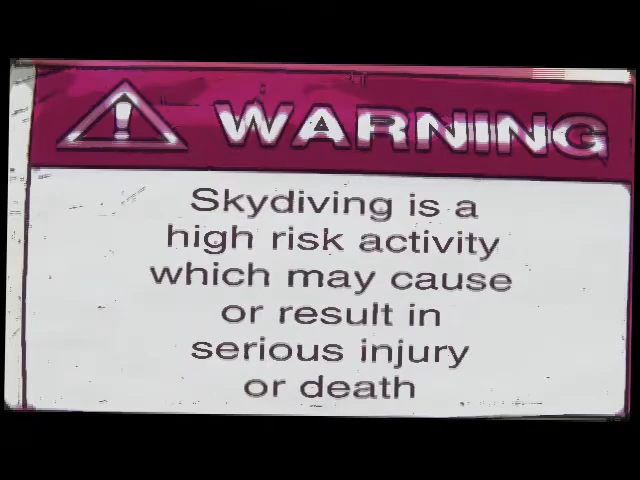 WARNING
Skydiving is a
high risk activity
which may cause
or result in
serious injury
or death